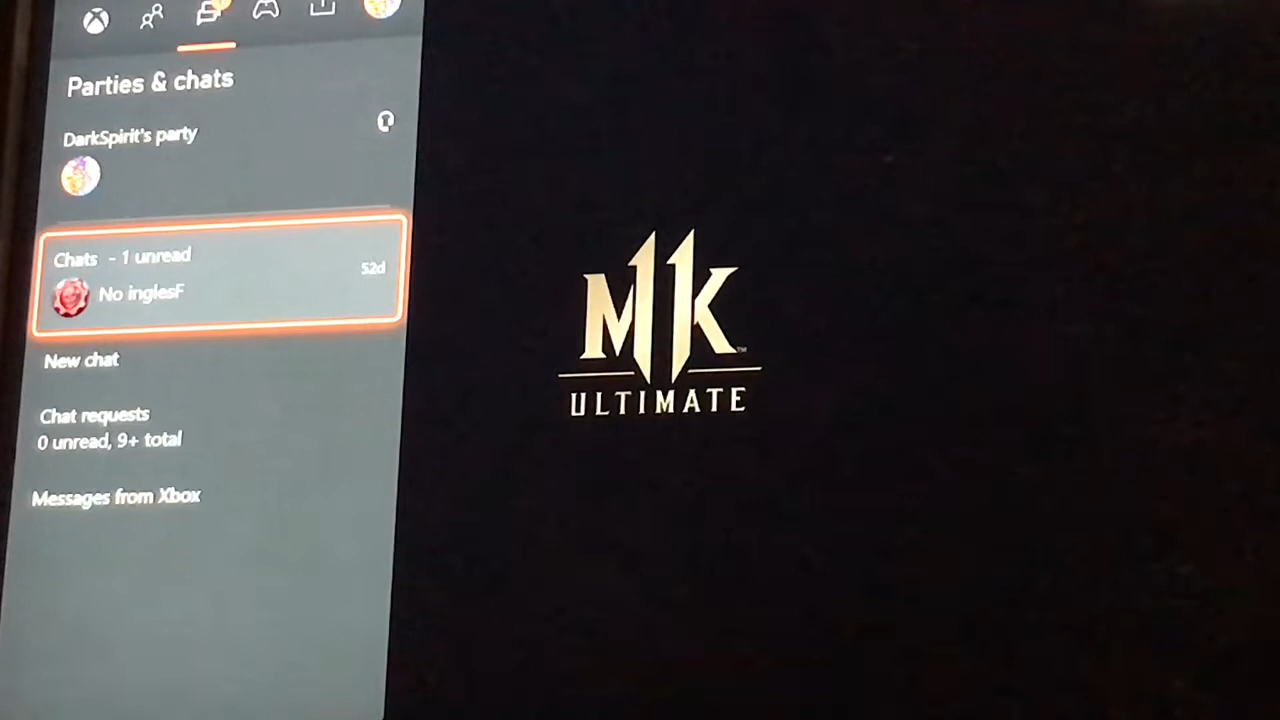 Parties & chats
DarkSpirit's party
Chats - 1 unread
52d
No inglesF
New chat
Chat requests
0 unread, 9+ total
Messages from Xbox
MK
ULTIMATE